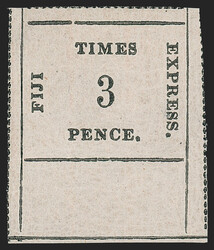 FIJI
TIMES
3
PENCE.
EXPRESS.